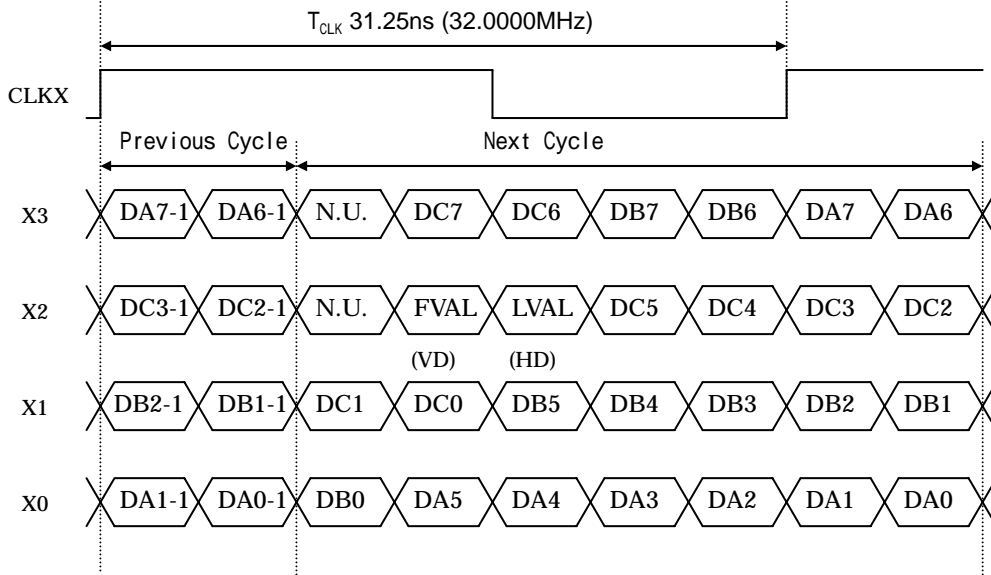 T_CLK 31.25ns (32.0000MHz)
CLKX
Previous Cycle Next Cycle
X3 DA7-1 DA6-1 N.U. DC7 DC6 DB7 DB6 DA7 DA6
X2 DC3-1 DC2-1 N.U. FVAL LVAL DC5 DC4 DC3 DC2
(VD) (HD)
X1 DB2-1 DB1-1 DC1 DC0 DB5 DB4 DB3 DB2 DB1
X0 DA1-1 DA0-1 DB0 DA5 DA4 DA3 DA2 DA1 DA0